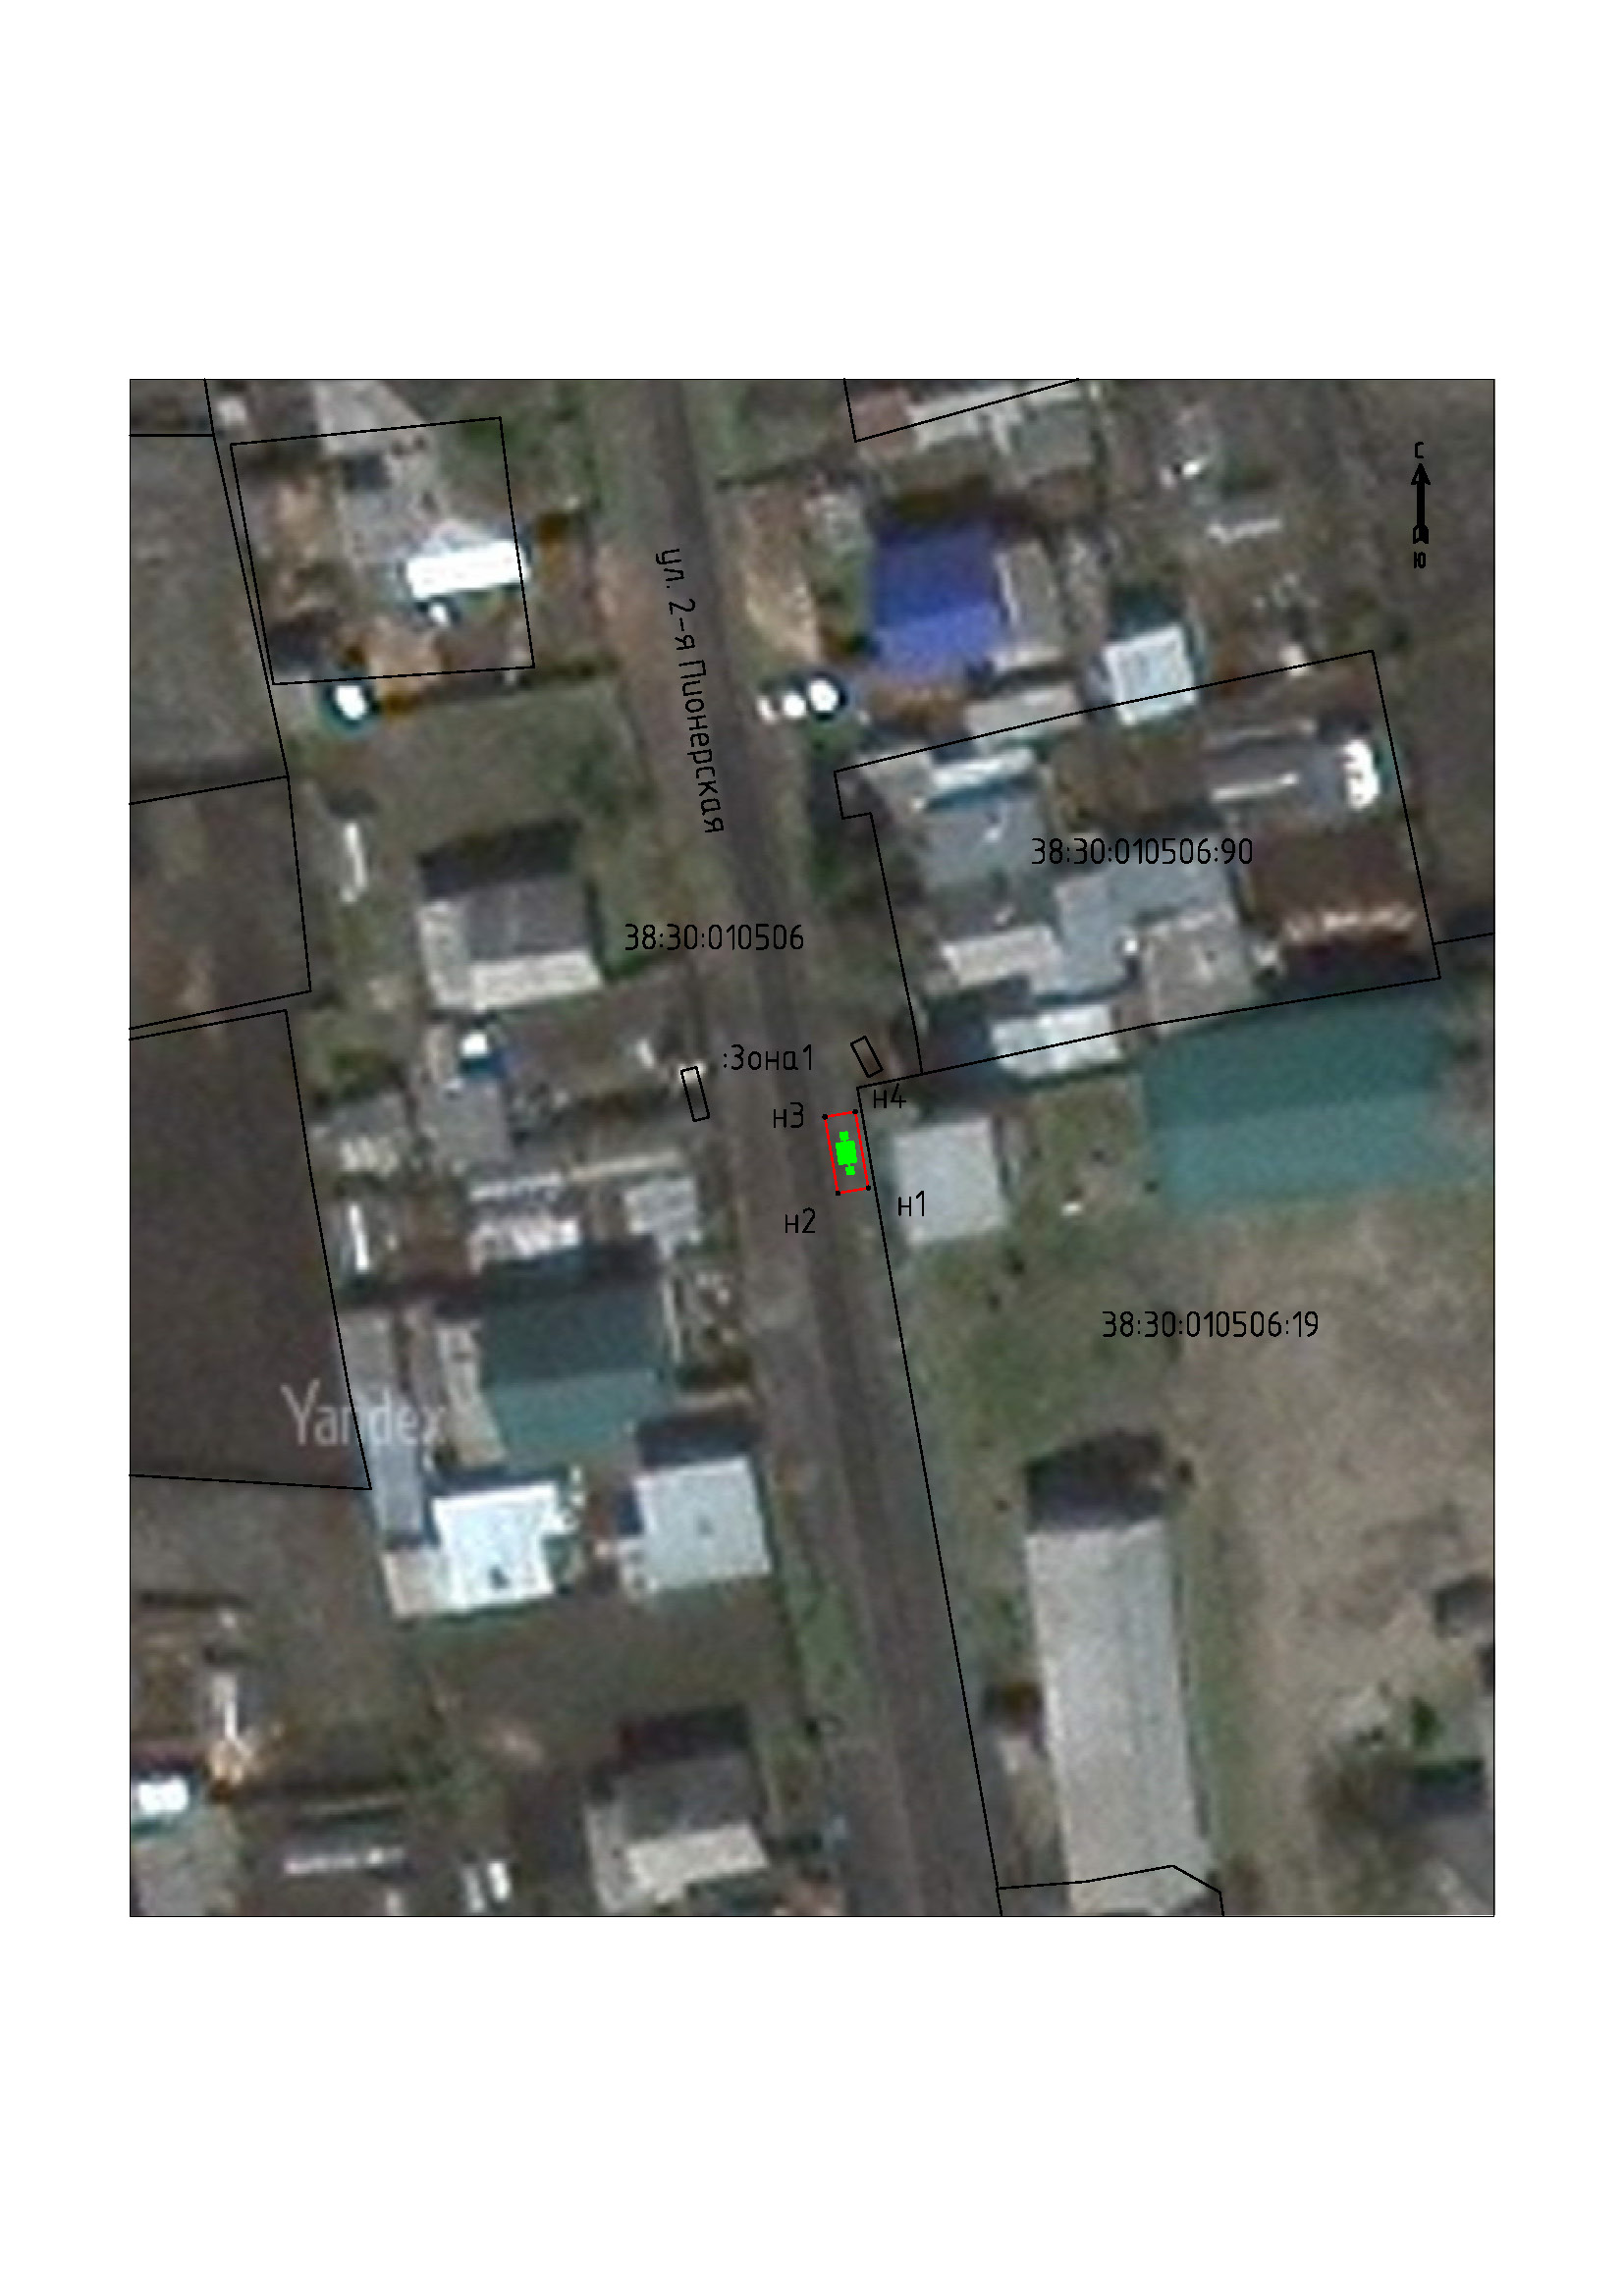 С
Ю
ул. 2-я Пионерская
38:30:010506:90
38:30:010506
:Зона1
н4
н3
н1
н2
38:30:010506:19
Yandex